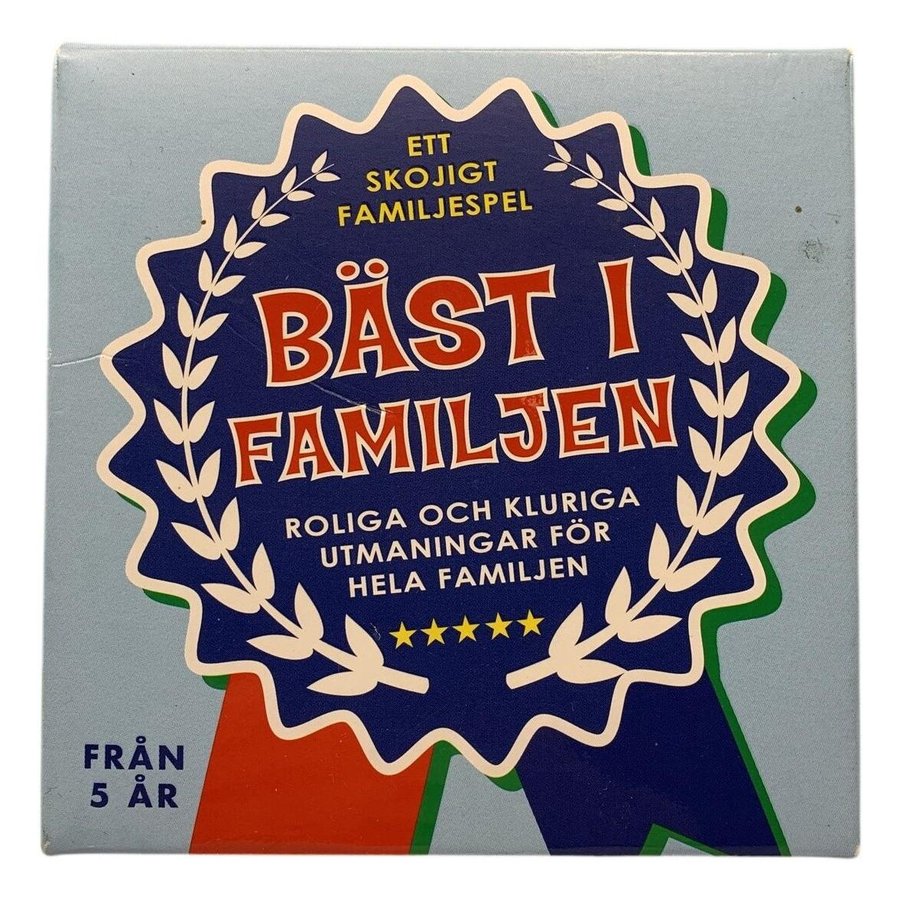 ETT
SKOJIGT
FAMILJESPEL
BÄST I
FAMILJEN
ROLIGA OCH KLURIGA
UTMANINGAR FÖR
HELA FAMILJEN
FRÅN
5 ÅR